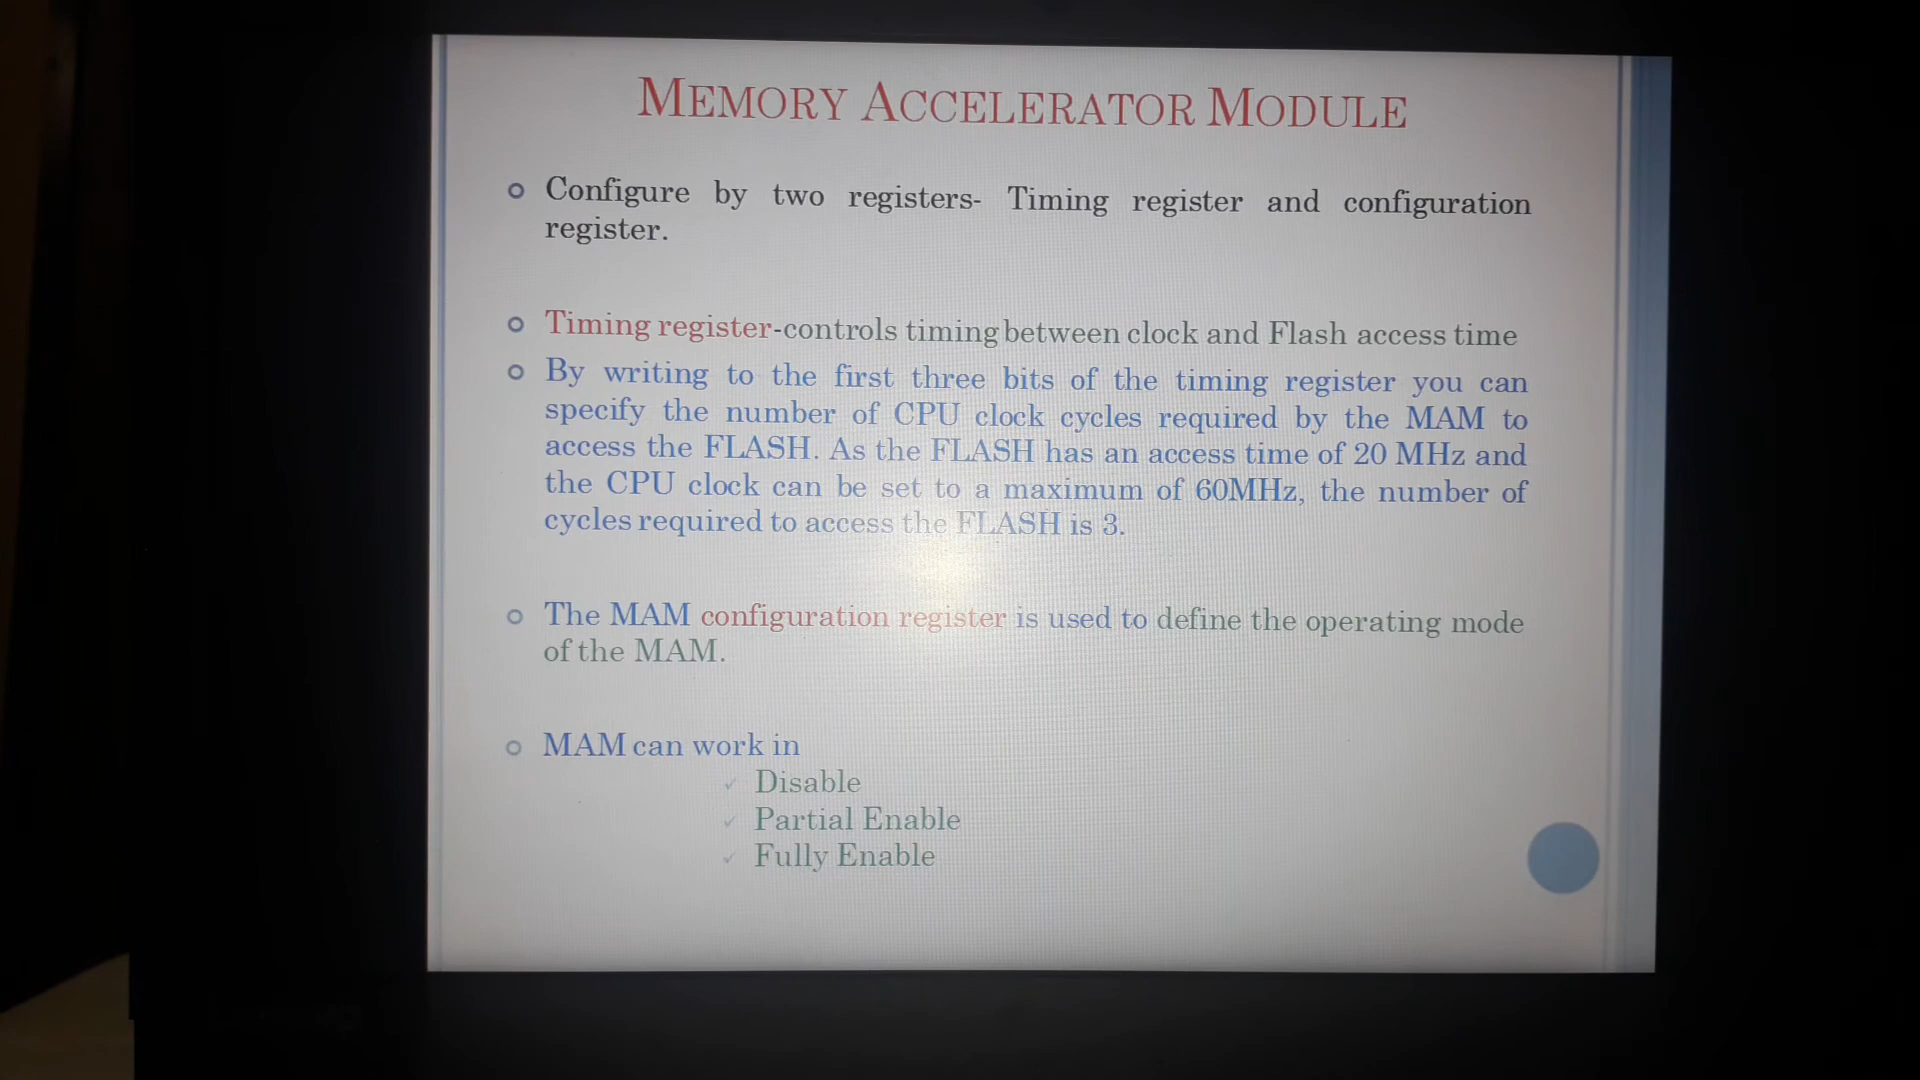 MEMORY ACCELERATOR MODULE
Configure by two registers- Timing register and configuration
register.
Timing register-controls timing between clock and Flash access time
By writing to the first three bits of the timing register you can
specify the number of CPU clock cycles required by the MAM to
access the FLASH. As the FLASH has an access time of 20 MHz and
the CPU clock can be set to a maximum of 60MHz, the number of
cycles required to access the FLASH is 3.
The MAM configuration register is used to define the operating mode
of the MAM.
MAM can work in
Disable
Partial Enable
Fully Enable